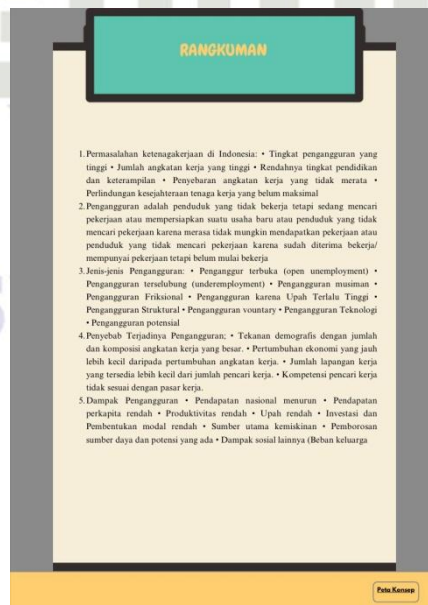 RANGKUMAN
1. Permasalahan ketenagakerjaan di Indonesia: • Tingkat pengangguran yang
tinggi • Jumlah angkatan kerja yang tinggi • Rendahnya tingkat pendidikan
dan keterampilan • Penyebaran angkatan kerja yang tidak merata •
Perlindungan kesejahteraan tenaga kerja yang belum maksimal
2. Pengangguran adalah penduduk yang tidak bekerja tetapi sedang mencari
pekerjaan atau mempersiapkan suatu usaha baru atau penduduk yang tidak
mencari pekerjaan karena merasa tidak mungkin mendapatkan pekerjaan atau
penduduk yang tidak mencari pekerjaan karena sudah diterima bekerja/
mempunyai pekerjaan tetapi belum mulai bekerja
3. Jenis-jenis Pengangguran: • Penganggur terbuka (open unemployment) •
Pengangguran terselubung (underemployment) • Pengangguran musiman •
Pengangguran Friksional • Pengangguran karena Upah Terlalu Tinggi •
Pengangguran Struktural • Pengangguran vountary • Pengangguran Teknologi
• Pengangguran potensial
4. Penyebab Terjadinya Pengangguran; • Tekanan demografis dengan jumlah
dan komposisi angkatan kerja yang besar. • Pertumbuhan ekonomi yang jauh
lebih kecil daripada pertumbuhan angkatan kerja. • Jumlah lapangan kerja
yang tersedia lebih kecil dari jumlah pencari kerja. • Kompetensi pencari kerja
tidak sesuai dengan pasar kerja.
5. Dampak Pengangguran • Pendapatan nasional menurun • Pendapatan
perkapita rendah • Produktivitas rendah • Upah rendah • Investasi dan
Pembentukan modal rendah • Sumber utama kemiskinan • Pemborosan
sumber daya dan potensi yang ada • Dampak sosial lainnya (Beban keluarga
Peta Konsep